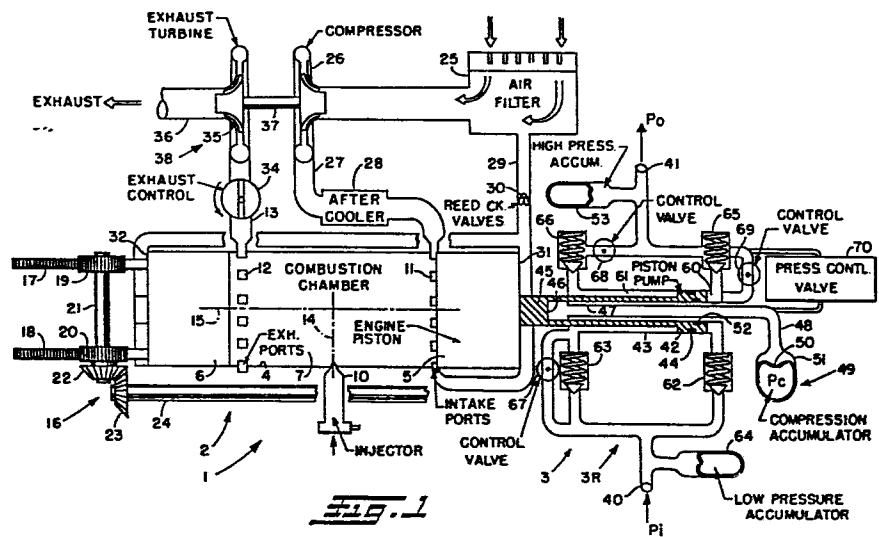 EXHAUST
TURBINE
COMPRESSOR
26
25
AIR
FILTER
EXHAUST
36
35
38
37
34
27
28
29
30
EXHAUST
CONTROL
13
AFTER
COOLER
REED CK.
VALVES
HIGH PRESS.
ACCUM.
53
Po
41
CONTROL
VALVE
66
68
65
69
CONTROL
VALVE
70
PRESS. CONTL.
VALVE
32
12
COMBUSTION
CHAMBER
11
31
45
46
61
PISTON
PUMP
60
17
19
21
15
14
ENGINE
PISTON
47
52
48
18
20
EXH.
PORTS
6
4
7
10
5
67
63
43
42
44
62
50
51
Pc
49
22
16
23
24
2
1
INJECTOR
INTAKE
PORTS
CONTROL
VALVE
COMPRESSION
ACCUMULATOR
3
3R
64
40
Pi
LOW PRESSURE
ACCUMULATOR
Fig. 1